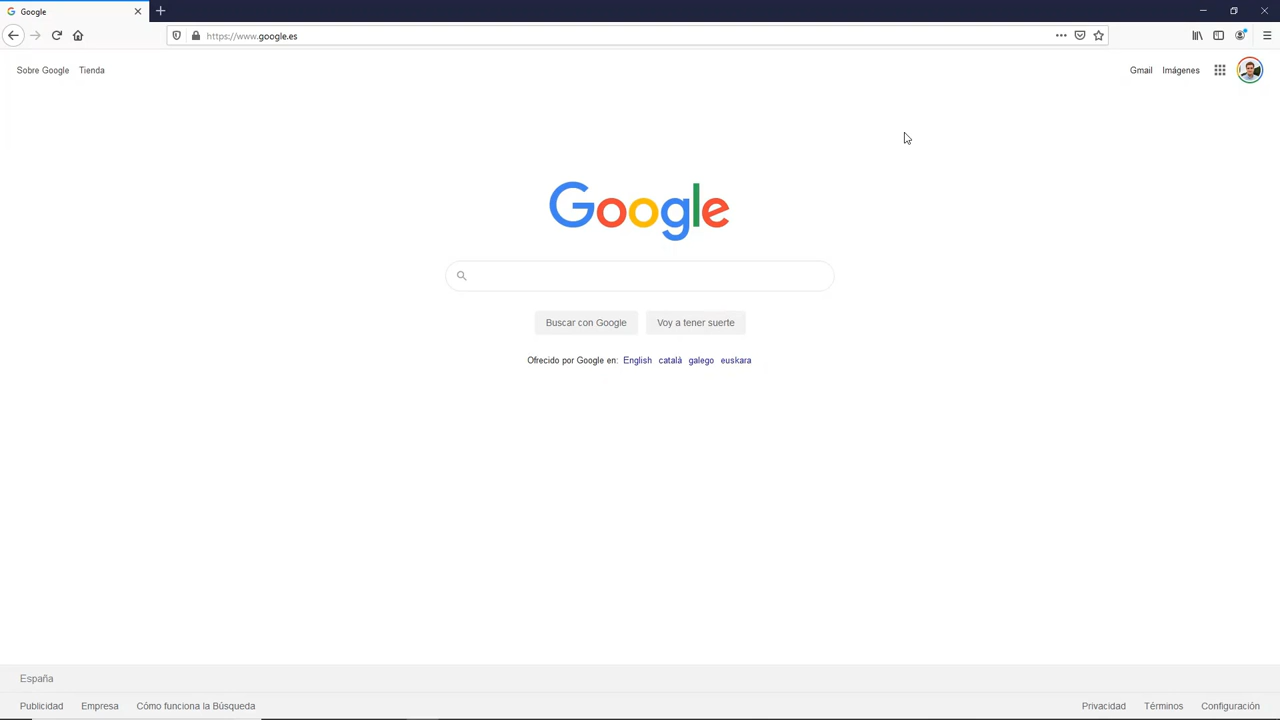 Google
https://www.google.es
Sobre Google Tienda
Gmail Imágenes
Google
Buscar con Google Voy a tener suerte
Ofrecido por Google en: English català galego euskara
España
Publicidad Empresa Cómo funciona la Búsqueda
Privacidad Términos Configuración